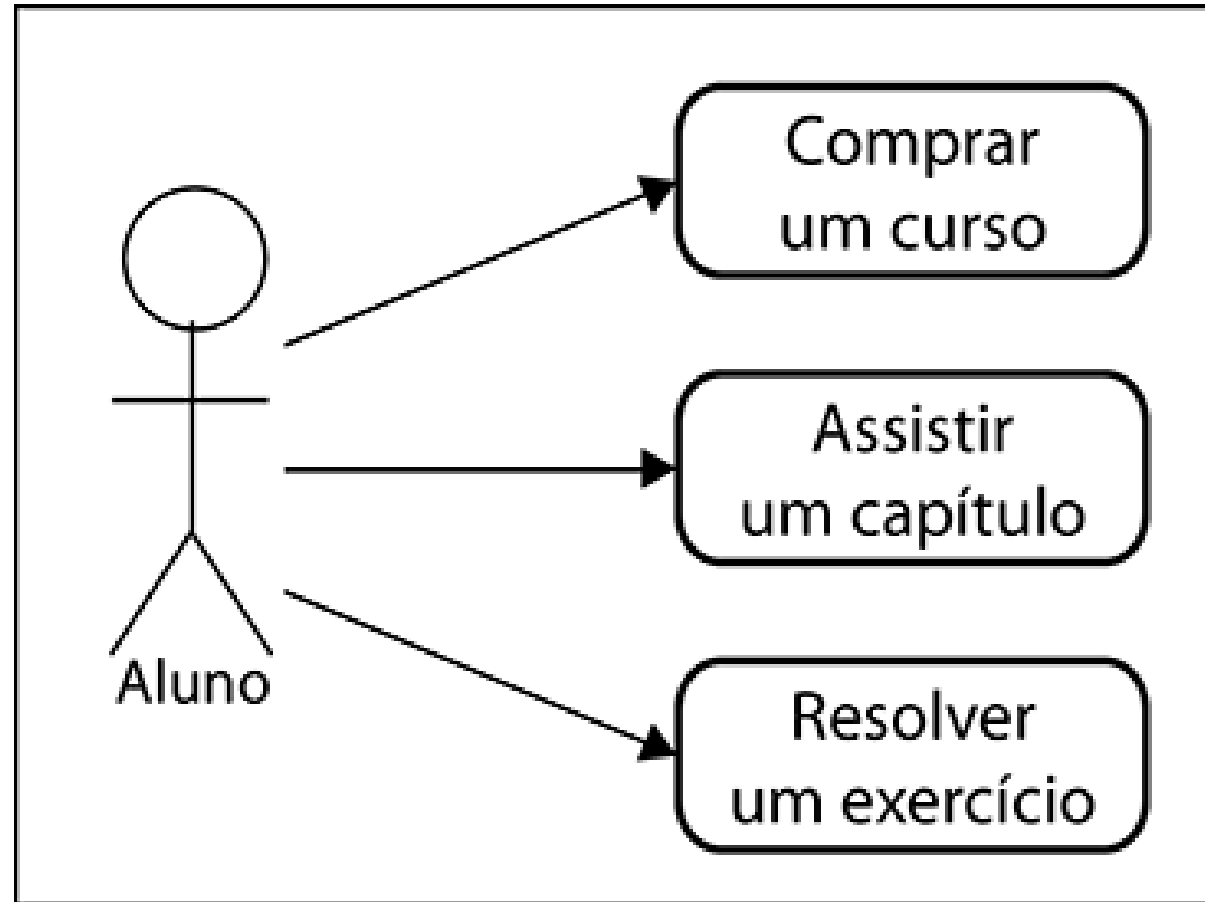 Comprar
um curso
Assistir
um capítulo
Aluno
Resolver
um exercício